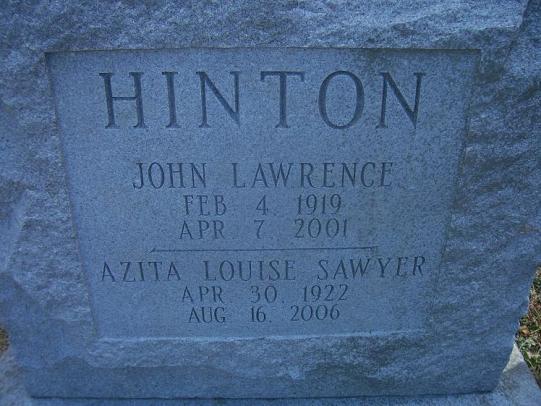 HINTON
JOHN LAWRENCE
FEB 4, 1919
APR 7, 2001
AZITA LOUISE SAWYER
APR 30, 1922
AUG 16, 2006